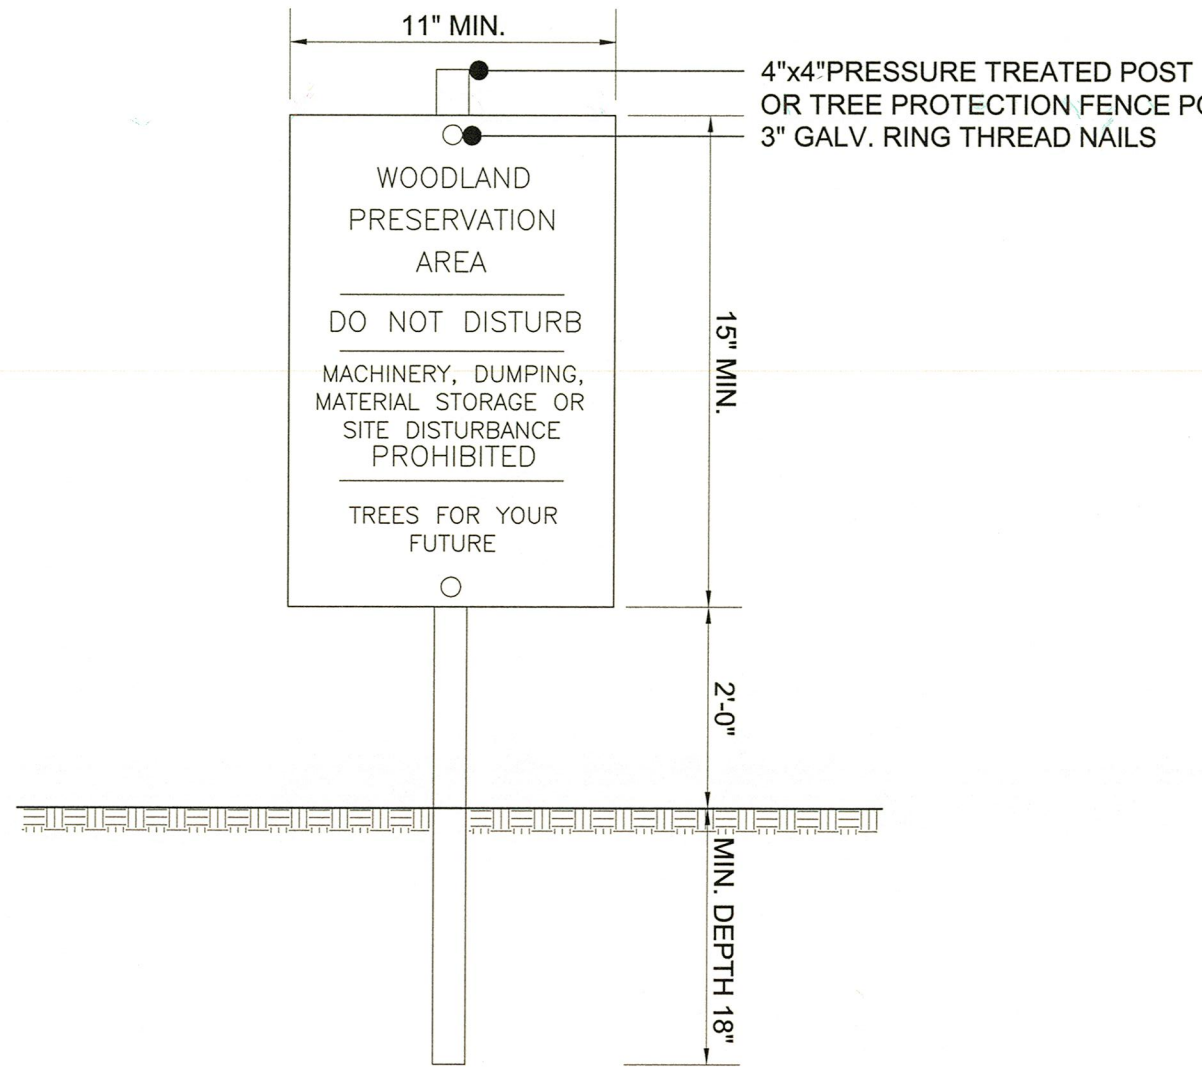 11" MIN.
4"x4"PRESSURE TREATED POST
OR TREE PROTECTION FENCE
3" GALV. RING THREAD NAILS
WOODLAND
PRESERVATION
AREA
DO NOT DISTURB
MACHINERY, DUMPING,
MATERIAL STORAGE OR
SITE DISTURBANCE
PROHIBITED
TREES FOR YOUR
FUTURE
15" MIN.
2'-0"
MIN. DEPTH 18"